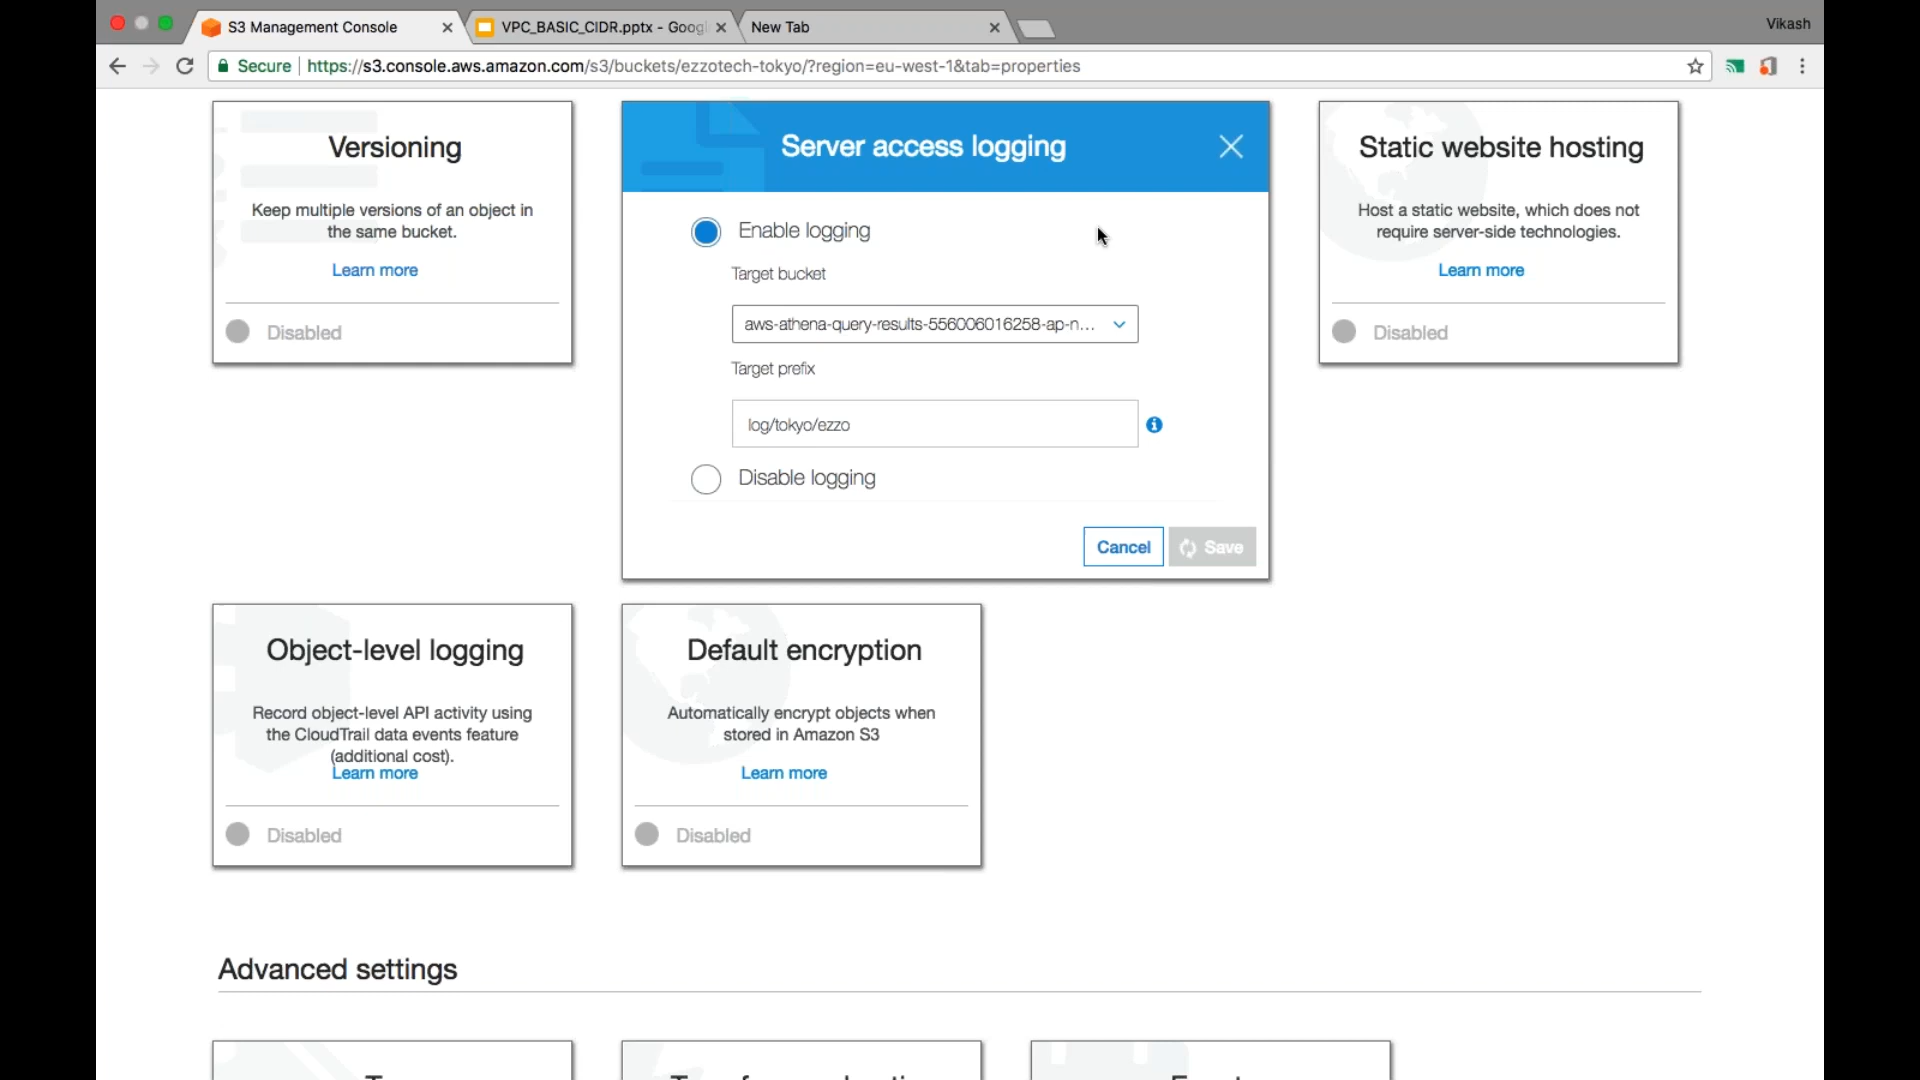 S3 Management Console
VPC_BASIC_CIDR.pptx - Goog
New Tab
Vikash
Secure
https://s3.console.aws.amazon.com/s3/buckets/ezzotech-tokyo/?region=eu-west-1&tab=properties
Versioning
Keep multiple versions of an object in
the same bucket.
Learn more
Disabled
Server access logging
Enable logging
Target bucket
aws-athena-query-results-556006016258-ap-n...
Target prefix
log/tokyo/ezzo
Disable logging
Cancel
Save
Static website hosting
Host a static website, which does not
require server-side technologies.
Learn more
Disabled
Object-level logging
Record object-level API activity using
the CloudTrail data events feature
(additional cost).
Learn more
Disabled
Default encryption
Automatically encrypt objects when
stored in Amazon S3
Learn more
Disabled
Advanced settings